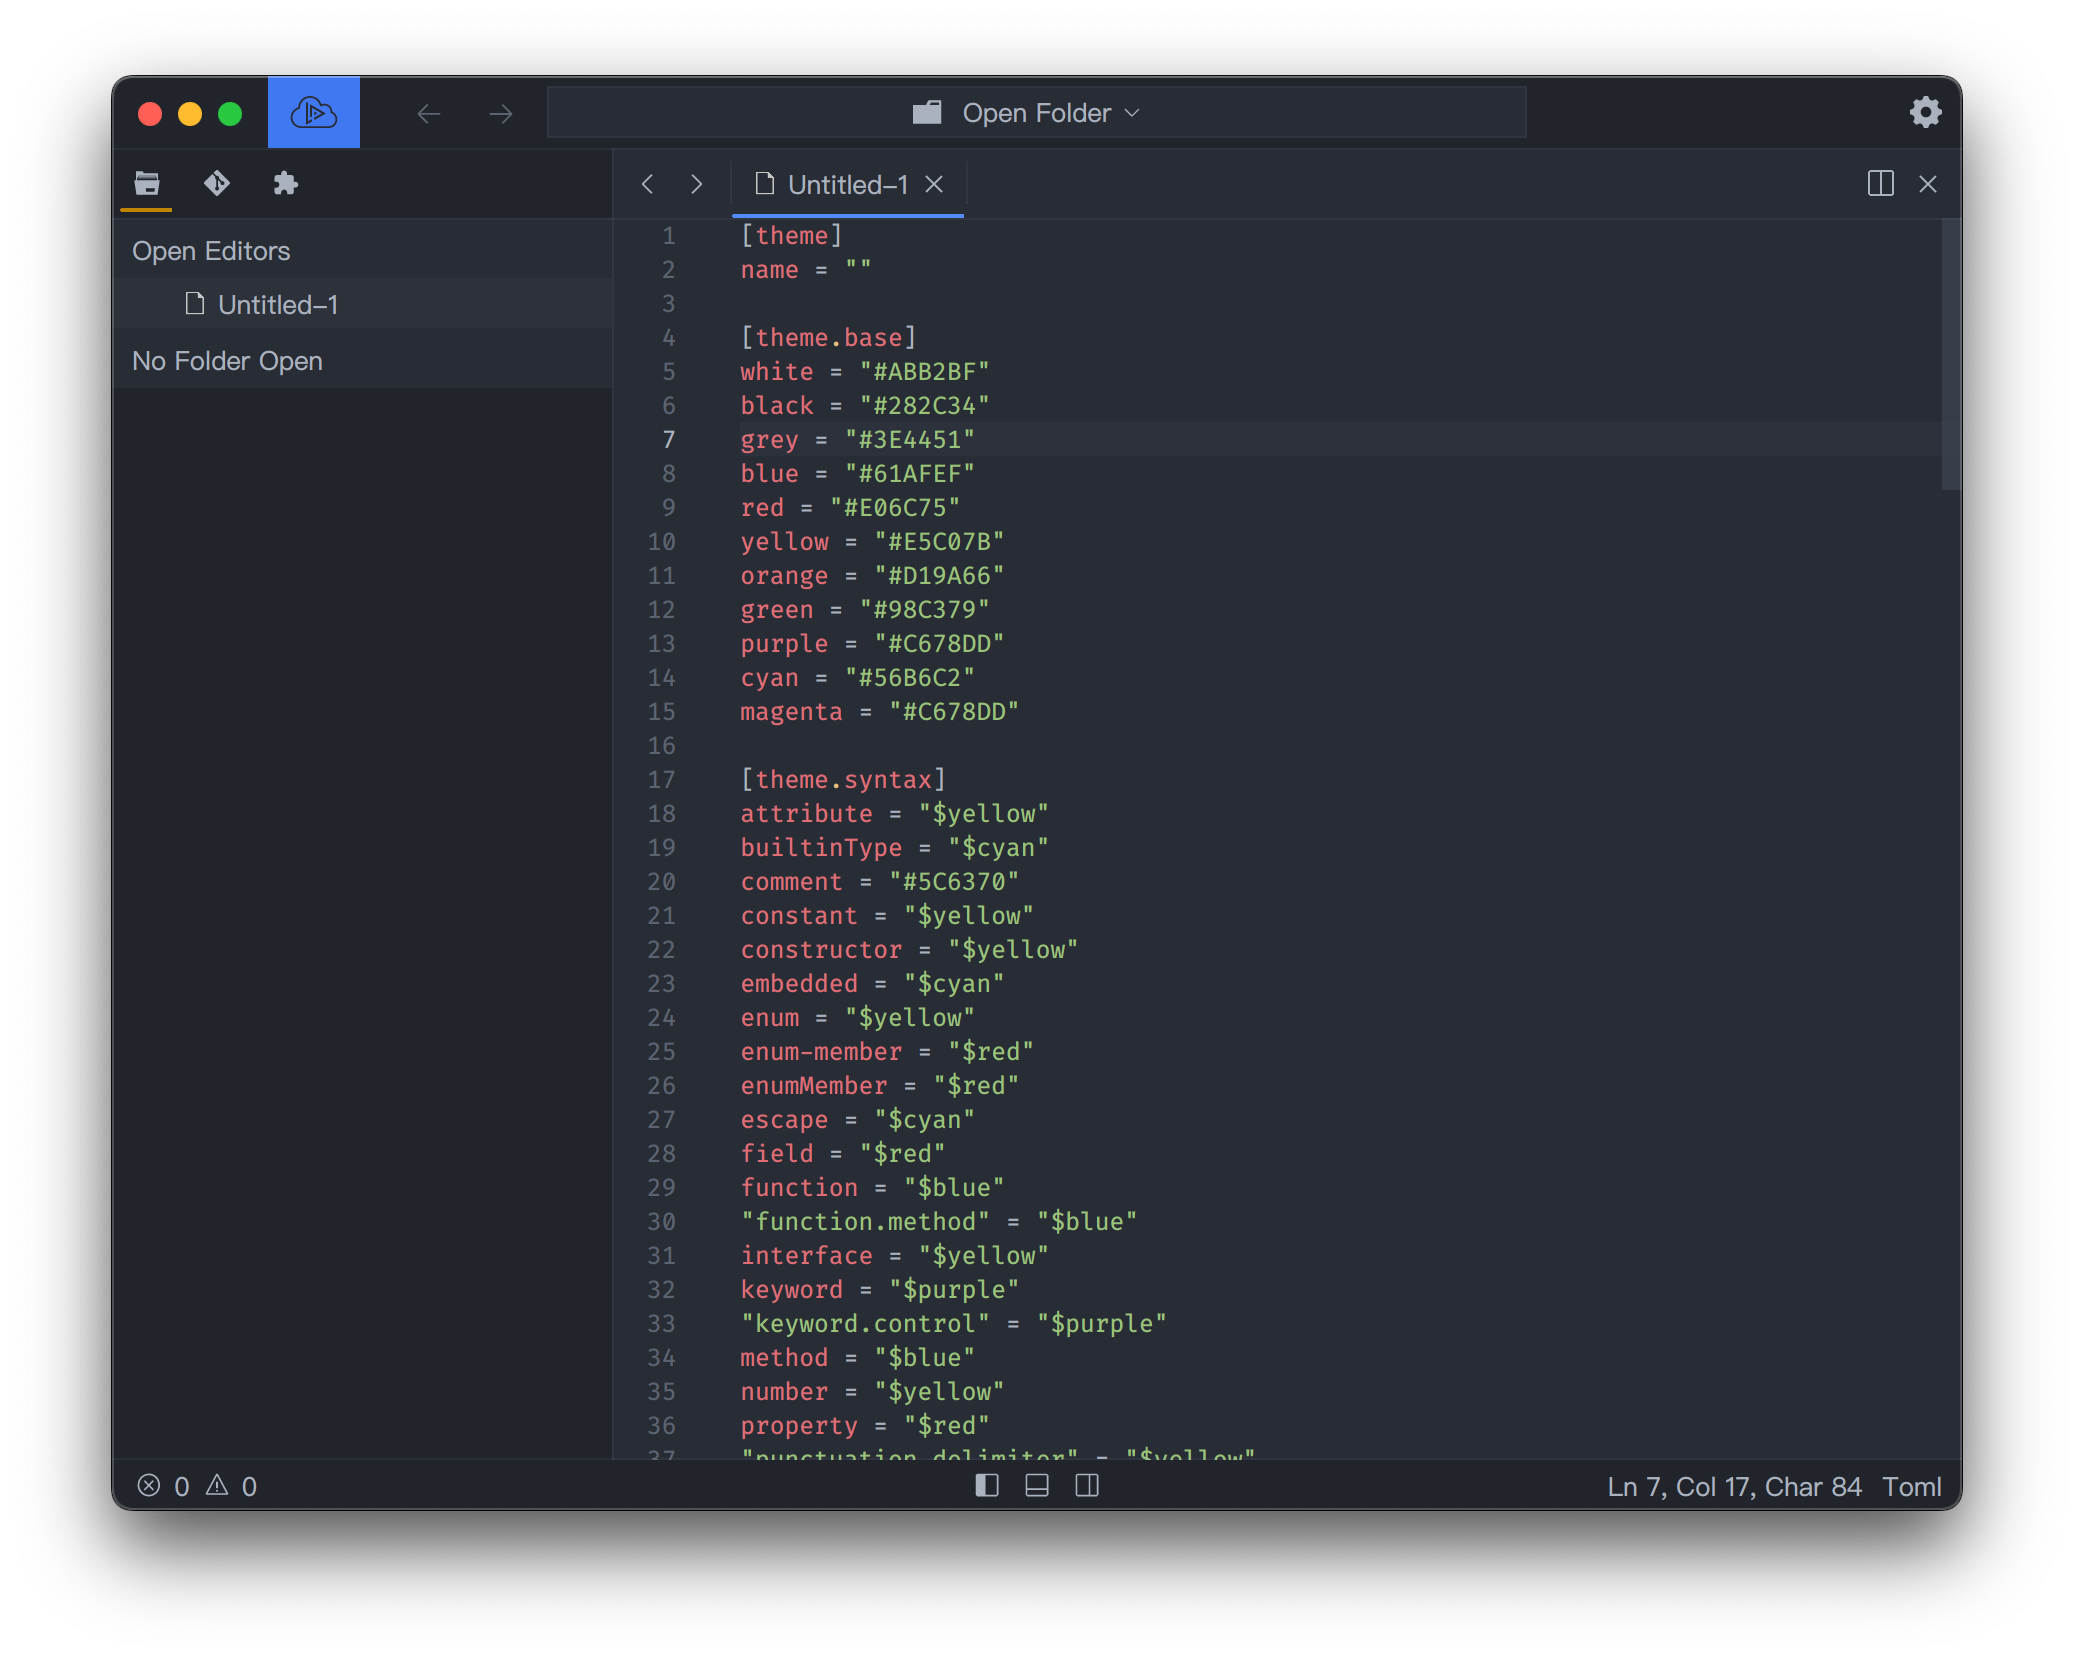 Open Folder
Untitled-1
Open Editors
Untitled-1
No Folder Open
1 [theme]
2 name = ""
3
4 [theme.base]
5 white = "#ABB2BF"
6 black = "#282C34"
7 grey = "#3E4451"
8 blue = "#61AFEF"
9 red = "#E06C75"
10 yellow = "#E5C07B"
11 orange = "#D19A66"
12 green = "#98C379"
13 purple = "#C678DD"
14 cyan = "#56B6C2"
15 magenta = "#C678DD"
16
17 [theme.syntax]
18 attribute = "$yellow"
19 builtinType = "$cyan"
20 comment = "#5C6370"
21 constant = "$yellow"
22 constructor = "$yellow"
23 embedded = "$cyan"
24 enum = "$yellow"
25 enum-member = "$red"
26 enumMember = "$red"
27 escape = "$cyan"
28 field = "$red"
29 function = "$blue"
30 "function.method" = "$blue"
31 interface = "$yellow"
32 keyword = "$purple"
33 "keyword.control" = "$purple"
34 method = "$blue"
35 number = "$yellow"
36 property = "$red"
37 "punctuation.delimiter" = "$yellow"
0 0
Ln 7, Col 17, Char 84 Toml